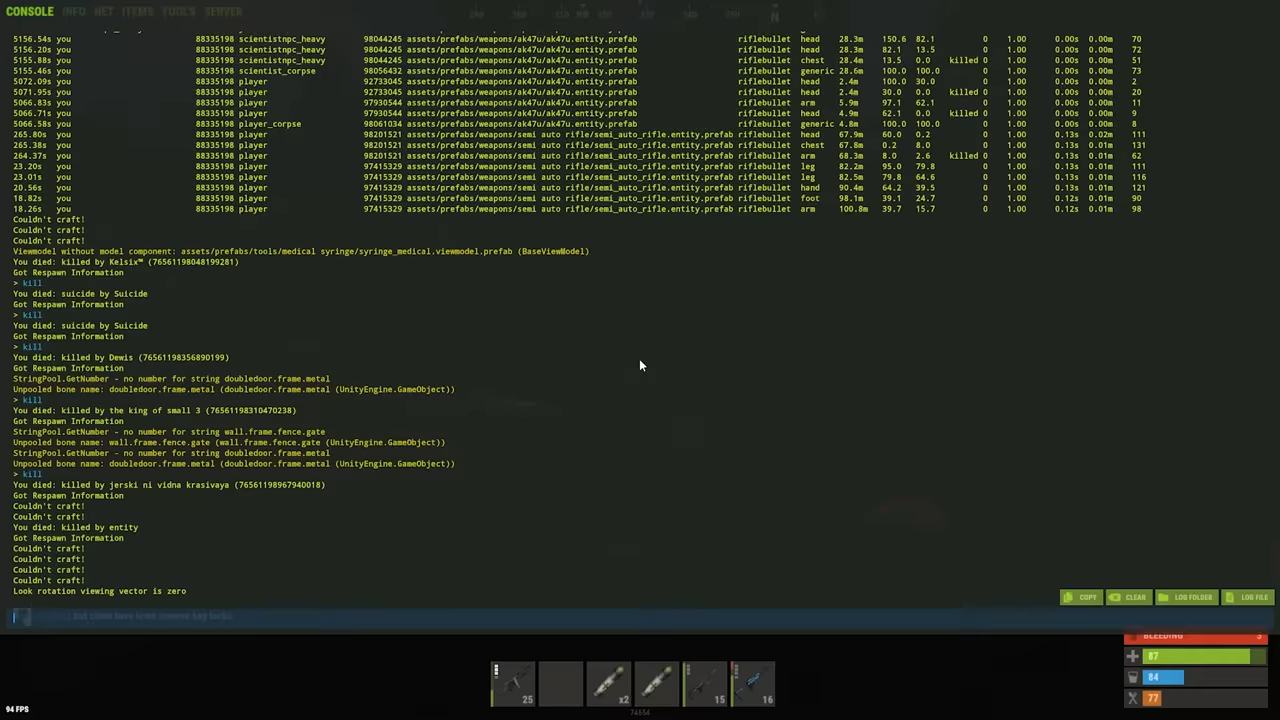 CONSOLE INFO NET ITEMS TOOLS SERVER
5156.54s you 88335198 scientistnpc_heavy 98044245 assets/prefabs/weapons/ak47u/ak47u.entity.prefab riflebullet head 28.3m 150.6 82.1 0 1.00 0.00s 0.00m 70
5156.20s you 88335198 scientistnpc_heavy 98044245 assets/prefabs/weapons/ak47u/ak47u.entity.prefab riflebullet head 28.3m 82.1 13.5 0 1.00 0.00s 0.00m 72
5155.88s you 88335198 scientistnpc_heavy 98044245 assets/prefabs/weapons/ak47u/ak47u.entity.prefab riflebullet chest 28.4m 13.5 0.0 killed 0 1.00 0.00s 0.00m 51
5155.46s you 88335198 scientist_corpse 98056432 assets/prefabs/weapons/ak47u/ak47u.entity.prefab riflebullet generic 28.6m 100.0 100.0 0 1.00 0.00s 0.00m 73
5072.09s you 88335198 player 92733045 assets/prefabs/weapons/ak47u/ak47u.entity.prefab riflebullet head 2.4m 100.0 30.0 0 1.00 0.00s 0.00m 2
5071.95s you 88335198 player 92733045 assets/prefabs/weapons/ak47u/ak47u.entity.prefab riflebullet head 2.4m 30.0 0.0 killed 0 1.00 0.00s 0.00m 20
5066.83s you 88335198 player 97930544 assets/prefabs/weapons/ak47u/ak47u.entity.prefab riflebullet arm 5.9m 97.1 62.1 0 1.00 0.00s 0.00m 11
5066.71s you 88335198 player 97930544 assets/prefabs/weapons/ak47u/ak47u.entity.prefab riflebullet head 4.9m 62.1 0.0 killed 0 1.00 0.00s 0.00m 9
5066.58s you 88335198 player_corpse 98061034 assets/prefabs/weapons/ak47u/ak47u.entity.prefab riflebullet generic 4.8m 100.0 100.0 0 1.00 0.00s 0.00m 8
265.80s you 88335198 player 98201521 assets/prefabs/weapons/semi auto rifle/semi_auto_rifle.entity.prefab riflebullet head 67.9m 60.0 0.2 0 1.00 0.13s 0.02m 111
265.38s you 88335198 player 98201521 assets/prefabs/weapons/semi auto rifle/semi_auto_rifle.entity.prefab riflebullet chest 67.8m 0.2 8.0 0 1.00 0.13s 0.01m 131
264.37s you 88335198 player 98201521 assets/prefabs/weapons/semi auto rifle/semi_auto_rifle.entity.prefab riflebullet arm 68.3m 8.0 2.6 killed 0 1.00 0.13s 0.01m 62
23.20s you 88335198 player 97415329 assets/prefabs/weapons/semi auto rifle/semi_auto_rifle.entity.prefab riflebullet leg 82.2m 95.0 79.8 0 1.00 0.13s 0.01m 111
23.01s you 88335198 player 97415329 assets/prefabs/weapons/semi auto rifle/semi_auto_rifle.entity.prefab riflebullet leg 82.5m 79.8 64.6 0 1.00 0.13s 0.01m 116
20.56s you 88335198 player 97415329 assets/prefabs/weapons/semi auto rifle/semi_auto_rifle.entity.prefab riflebullet hand 90.4m 64.2 39.5 0 1.00 0.13s 0.01m 121
18.82s you 88335198 player 97415329 assets/prefabs/weapons/semi auto rifle/semi_auto_rifle.entity.prefab riflebullet foot 98.1m 39.1 24.7 0 1.00 0.12s 0.01m 90
18.26s you 88335198 player 97415329 assets/prefabs/weapons/semi auto rifle/semi_auto_rifle.entity.prefab riflebullet arm 100.8m 39.7 15.7 0 1.00 0.12s 0.01m 98
Couldn't craft!
Couldn't craft!
Couldn't craft!
Viewmodel without model component: assets/prefabs/tools/medical syringe/syringe_medical.viewmodel.prefab (BaseViewModel)
You died: killed by Kelsix™ (76561198048199281)
Got Respawn Information
> kill
You died: suicide by Suicide
Got Respawn Information
> kill
You died: suicide by Suicide
Got Respawn Information
> kill
You died: killed by Dewis (76561198356890199)
Got Respawn Information
StringPool.GetNumber - no number for string doubledoor.frame.metal
Unpooled bone name: doubledoor.frame.metal (doubledoor.frame.metal (UnityEngine.GameObject))
> kill
You died: killed by the king of small 3 (76561198310470238)
Got Respawn Information
StringPool.GetNumber - no number for string wall.frame.fence.gate
Unpooled bone name: wall.frame.fence.gate (wall.frame.fence.gate (UnityEngine.GameObject))
StringPool.GetNumber - no number for string doubledoor.frame.metal
Unpooled bone name: doubledoor.frame.metal (doubledoor.frame.metal (UnityEngine.GameObject))
> kill
You died: killed by jerski ni vidna krasivaya (76561198967940018)
Got Respawn Information
Couldn't craft!
Couldn't craft!
You died: killed by entity
Got Respawn Information
Couldn't craft!
Couldn't craft!
Couldn't craft!
Couldn't craft!
Look rotation viewing vector is zero
COPY CLEAR LOG FOLDER LOG FILE
BLEEDING 3
87
84
77
25 x2 15 16
74654
94 FPS